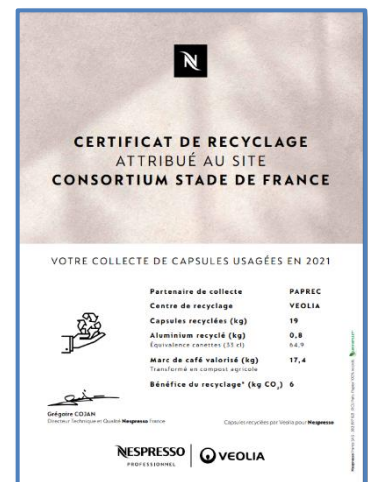 N
CERTIFICAT DE RECYCLAGE
ATTRIBUÉ AU SITE
CONSORTIUM STADE DE FRANCE
VOTRE COLLECTE DE CAPSULES USAGÉES EN 2021
Partenaire de collecte PAPREC
Centre de recyclage VEOLIA
Capsules recyclées (kg) 19
Aluminium recyclé (kg) 0,8
Équivalence canettes (33 cl) 64,9
Marc de café valorisé (kg) 17,4
Transformé en compost agricole
Bénéfice du recyclage* (kg CO₂) 6
Grégoire COJAN
Directeur Technique et Qualité Nespresso France
Capsules recyclées par Veolia pour Nespresso
NESPRESSO
PROFESSIONNEL
VEOLIA